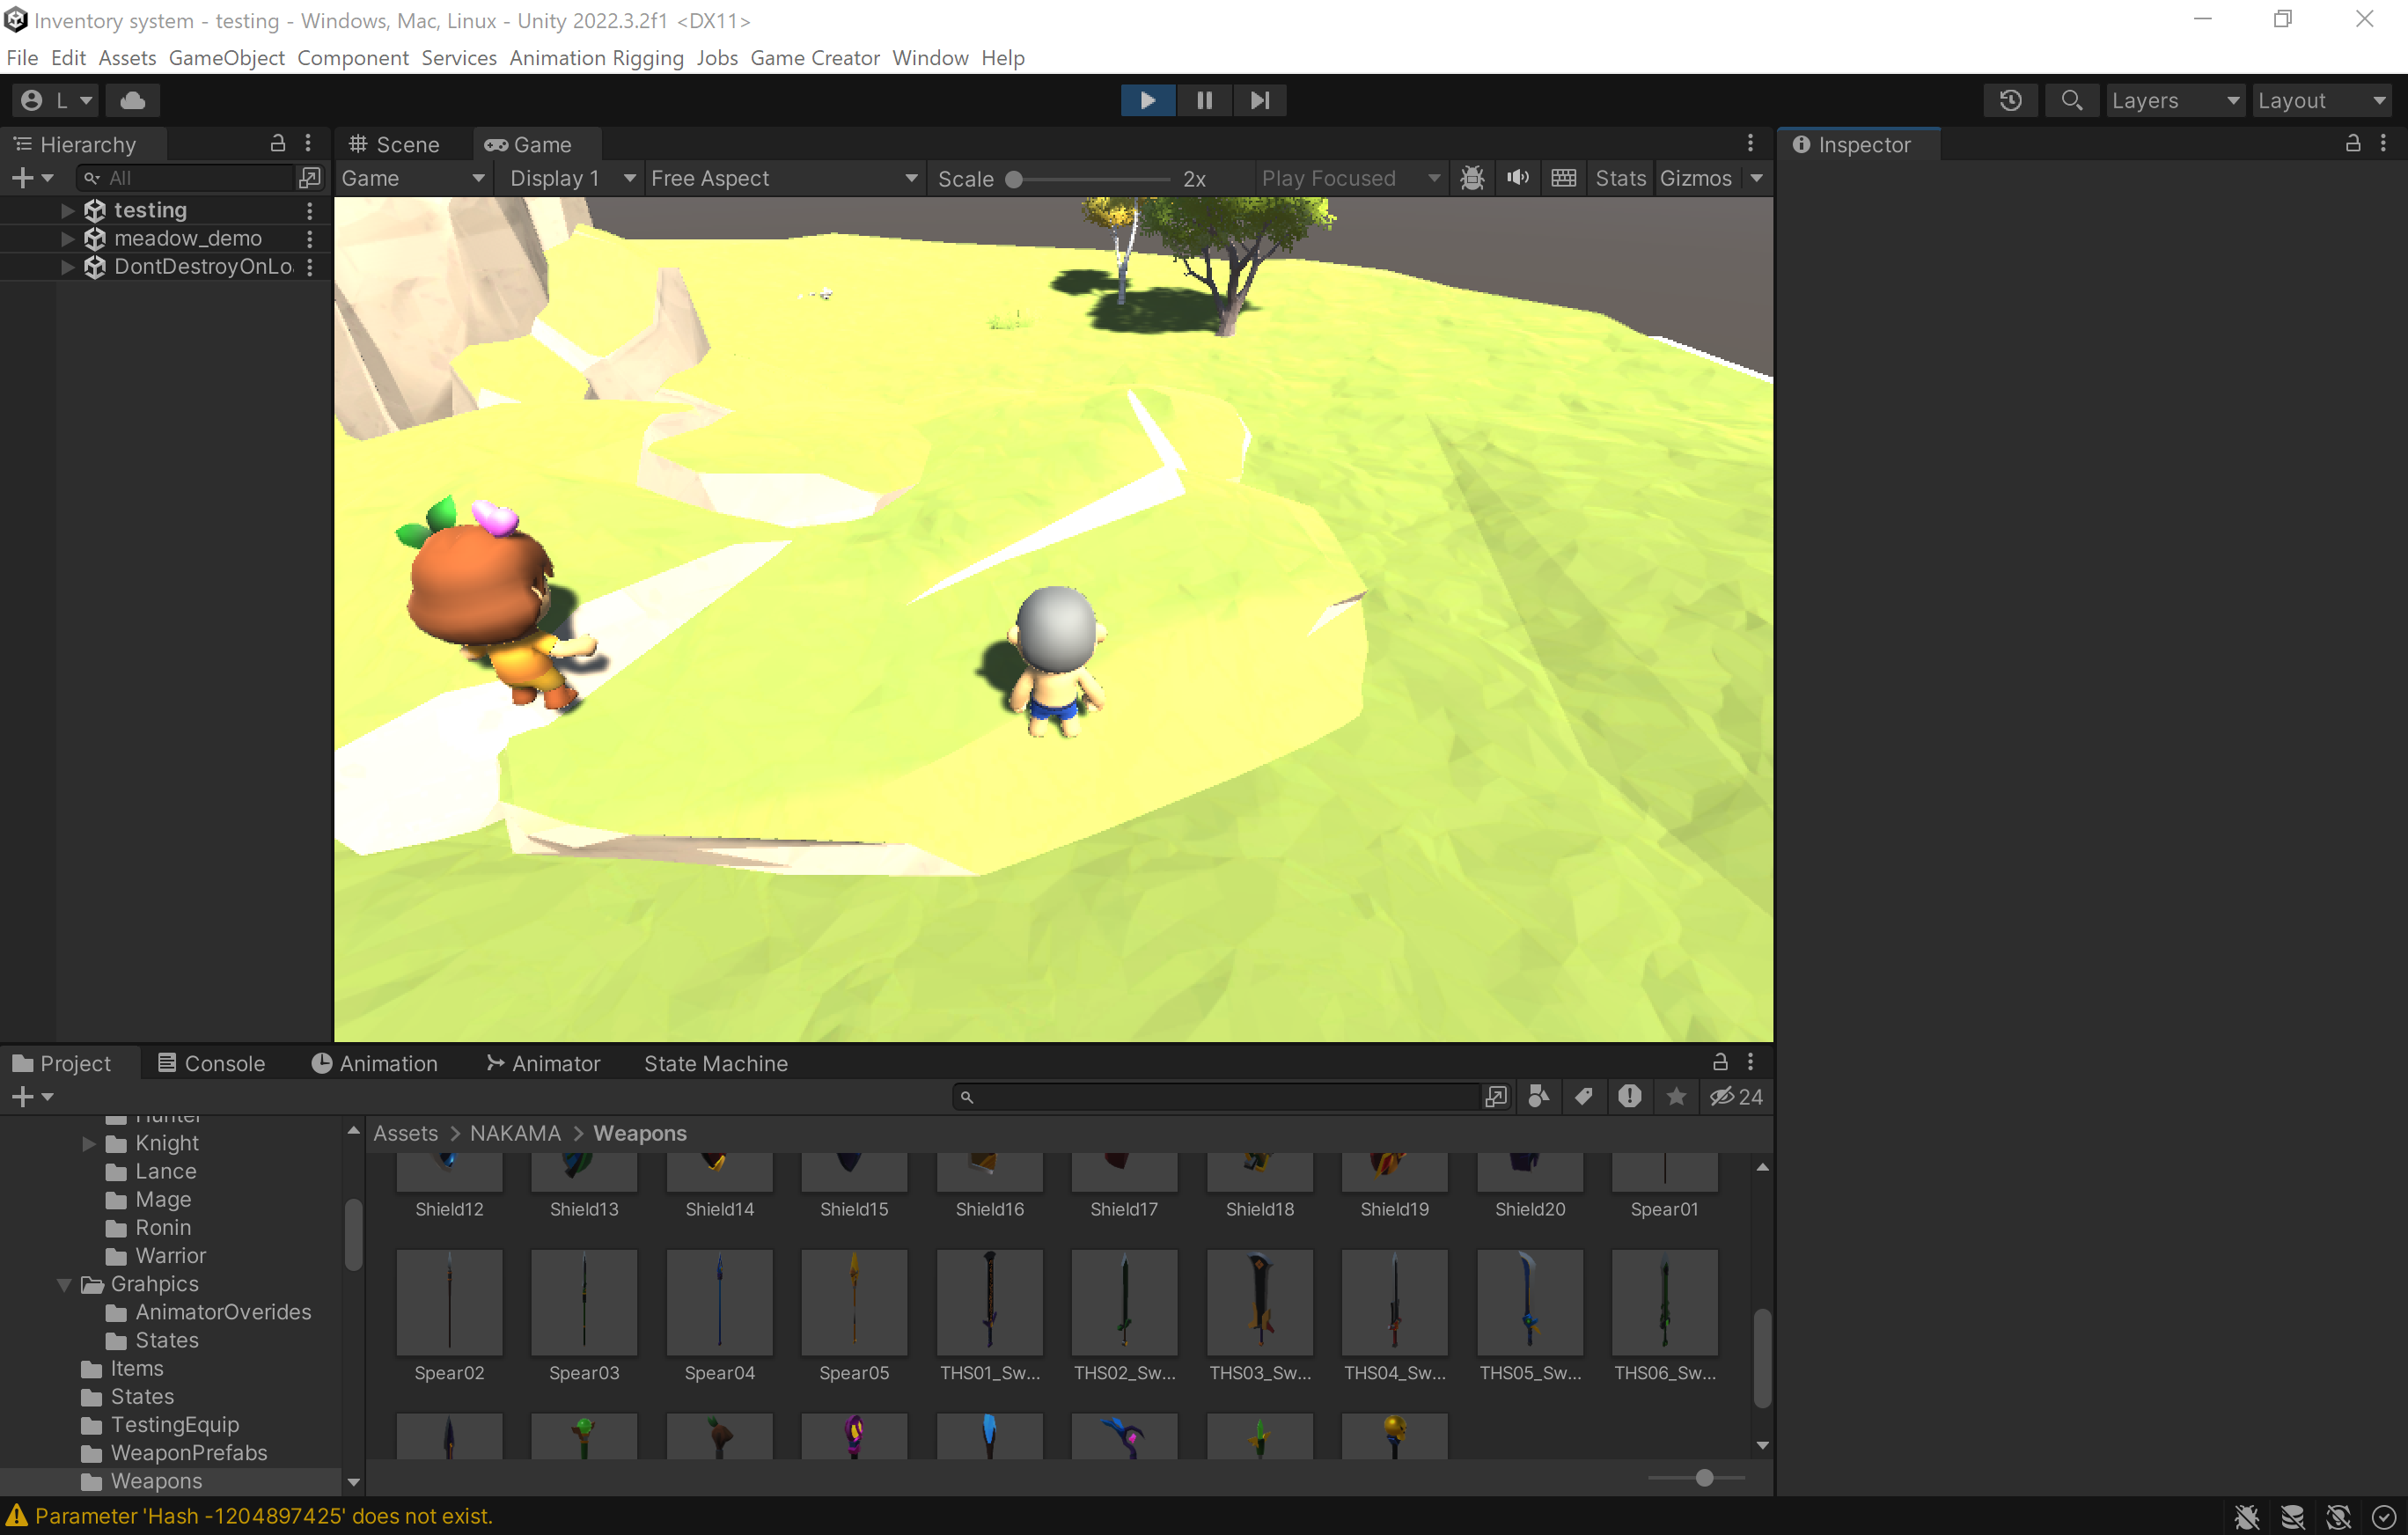 Inventory system - testing - Windows, Mac, Linux - Unity 2022.3.2f1 <DX11>
File Edit Assets GameObject Component Services Animation Rigging Jobs Game Creator Window Help
L
Layers
Layout
Hierarchy
Scene
Game
Inspector
All
Game
Display 1
Free Aspect
Scale
2x
Play Focused
Stats
Gizmos
testing
meadow_demo
DontDestroyOnLo
Project
Console
Animation
Animator
State Machine
24
Hunter
Knight
Lance
Mage
Ronin
Warrior
Grahpics
AnimatorOverides
States
Items
States
TestingEquip
WeaponPrefabs
Weapons
Assets > NAKAMA > Weapons
Shield12 Shield13 Shield14 Shield15 Shield16 Shield17 Shield18 Shield19 Shield20 Spear01
Spear02 Spear03 Spear04 Spear05 THS01_Sw... THS02_Sw... THS03_Sw... THS04_Sw... THS05_Sw... THS06_Sw...
Parameter 'Hash -1204897425' does not exist.